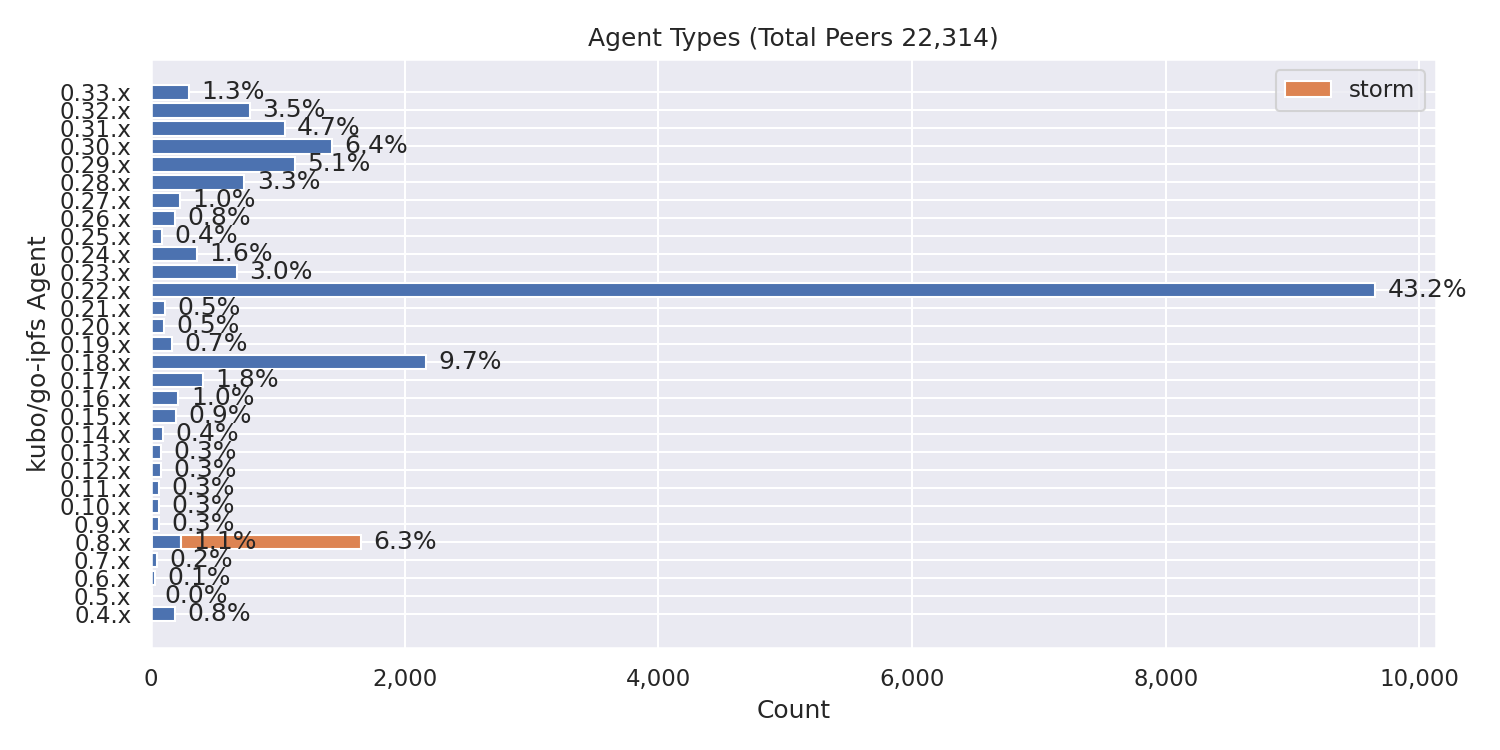 Agent Types (Total Peers 22,314)
storm
kubo/go-ipfs Agent
0.33.x 1.3%
0.32.x 3.5%
0.31.x 4.7%
0.30.x 6.4%
0.29.x 5.1%
0.28.x 3.3%
0.27.x 1.0%
0.26.x 0.8%
0.25.x 0.4%
0.24.x 1.6%
0.23.x 3.0%
0.22.x 43.2%
0.21.x 0.5%
0.20.x 0.5%
0.19.x 0.7%
0.18.x 9.7%
0.17.x 1.8%
0.16.x 1.0%
0.15.x 0.9%
0.14.x 0.4%
0.13.x 0.3%
0.12.x 0.3%
0.11.x 0.3%
0.10.x 0.3%
0.9.x 0.3%
0.8.x 1.1% 6.3%
0.7.x 0.2%
0.6.x 0.1%
0.5.x 0.0%
0.4.x 0.8%
0 2,000 4,000 6,000 8,000 10,000
Count